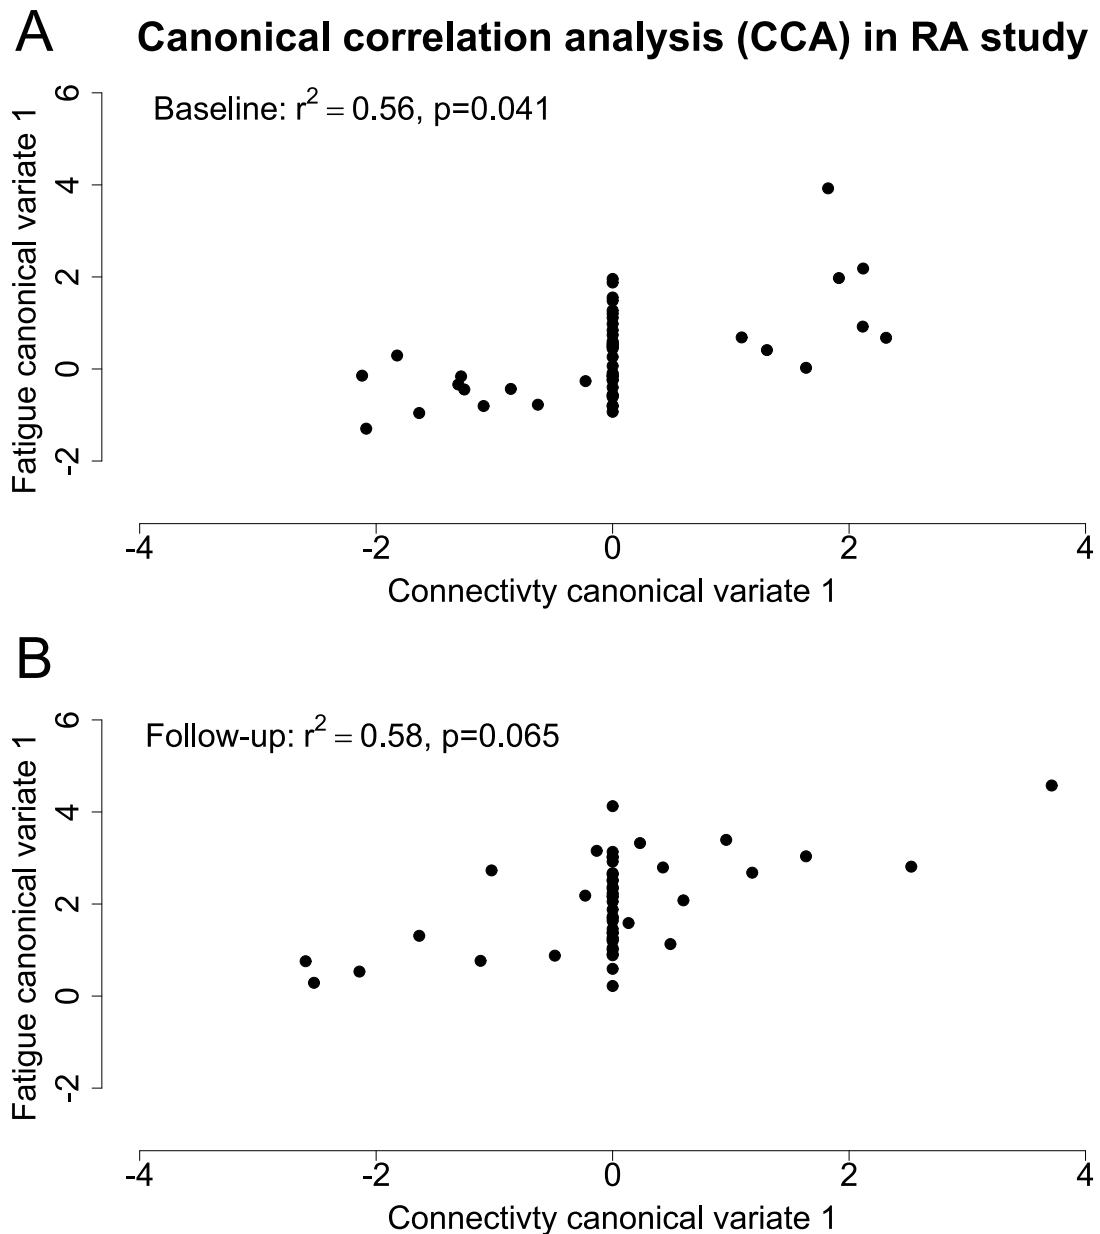 A
Canonical correlation analysis (CCA) in RA study
Baseline: r² = 0.56, p=0.041
Fatigue canonical variate 1
6
4
2
0
-2
-4
-2
0
2
4
Connectivty canonical variate 1
B
Follow-up: r² = 0.58, p=0.065
Fatigue canonical variate 1
6
4
2
0
-2
-4
-2
0
2
4
Connectivty canonical variate 1